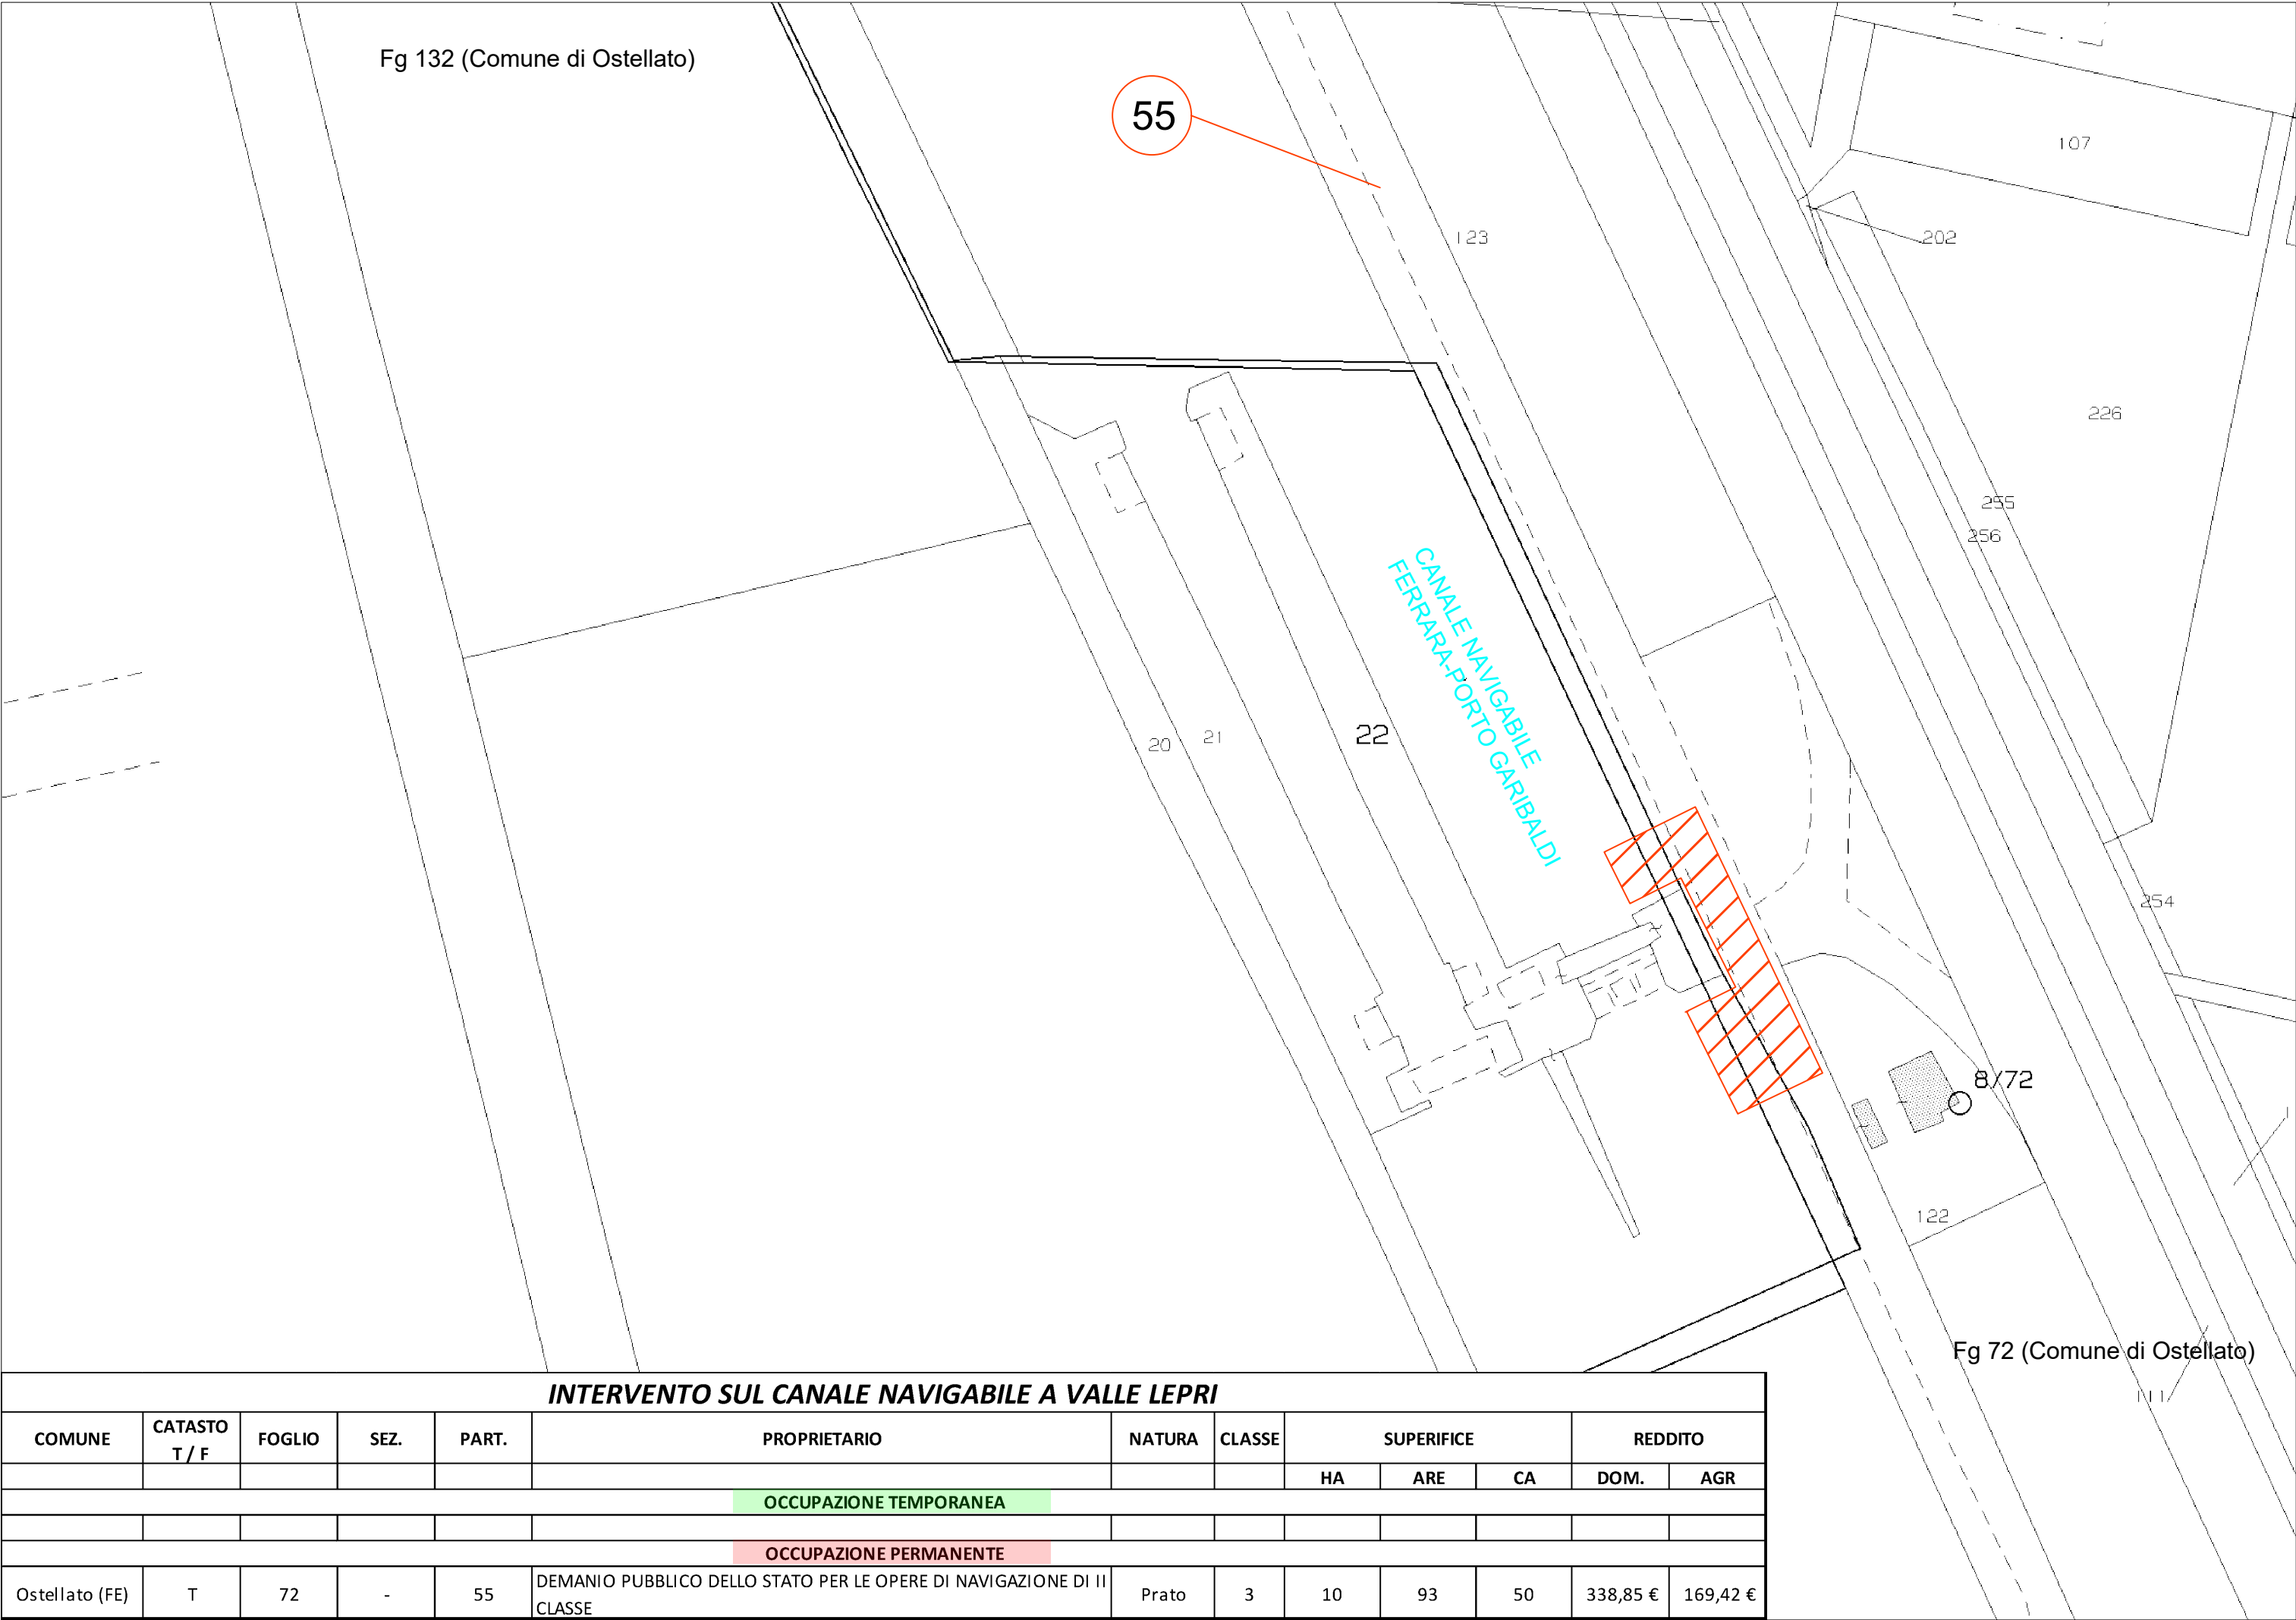 Fg 132 (Comune di Ostellato)
55
107
123
202
226
255
256
CANALE NAVIGABILE
FERRARA-PORTO GARIBALDI
22
20
21
254
8/72
122
Fg 72 (Comune di Ostellato)
111
INTERVENTO SUL CANALE NAVIGABILE A VALLE LEPRI
COMUNE CATASTO T / F FOGLIO SEZ. PART. PROPRIETARIO NATURA CLASSE SUPERIFICE REDDITO
HA ARE CA DOM. AGR
OCCUPAZIONE TEMPORANEA
OCCUPAZIONE PERMANENTE
Ostellato (FE) T 72 - 55 DEMANIO PUBBLICO DELLO STATO PER LE OPERE DI NAVIGAZIONE DI II CLASSE Prato 3 10 93 50 338,85 € 169,42 €